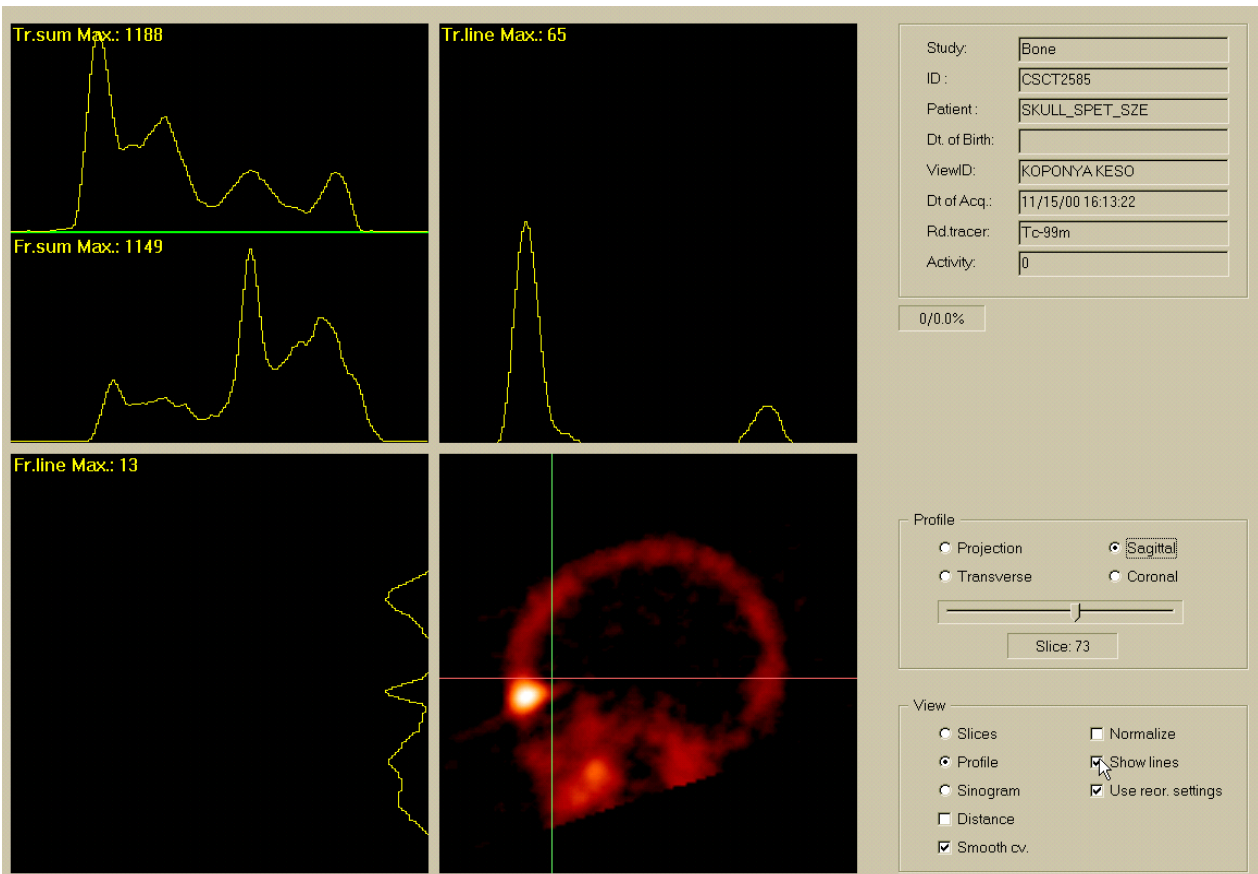 Tr.sum Max.: 1188
Tr.line Max.: 65
Fr.sum Max.: 1149
Fr.line Max.: 13
Study: Bone
ID : CSCT2585
Patient : SKULL_SPET_SZE
Dt. of Birth:
ViewID: KOPONYA KESO
Dt of Acq.: 11/15/00 16:13:22
Rd.tracer: Tc-99m
Activity: 0
0/0.0%
Profile
Projection Sagittal
Transverse Coronal
Slice: 73
View
Slices Normalize
Profile Show lines
Sinogram Use reor. settings
Distance
Smooth cv.